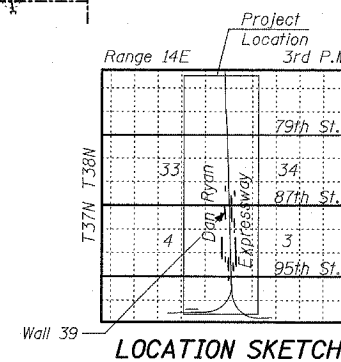 Project
Location
Range 14E
3rd P.M
79th St.
T38N
33
34
Dan Ryan
Expressway
87th St.
T37N
4
3
95th St.
Wall 39
LOCATION SKETCH